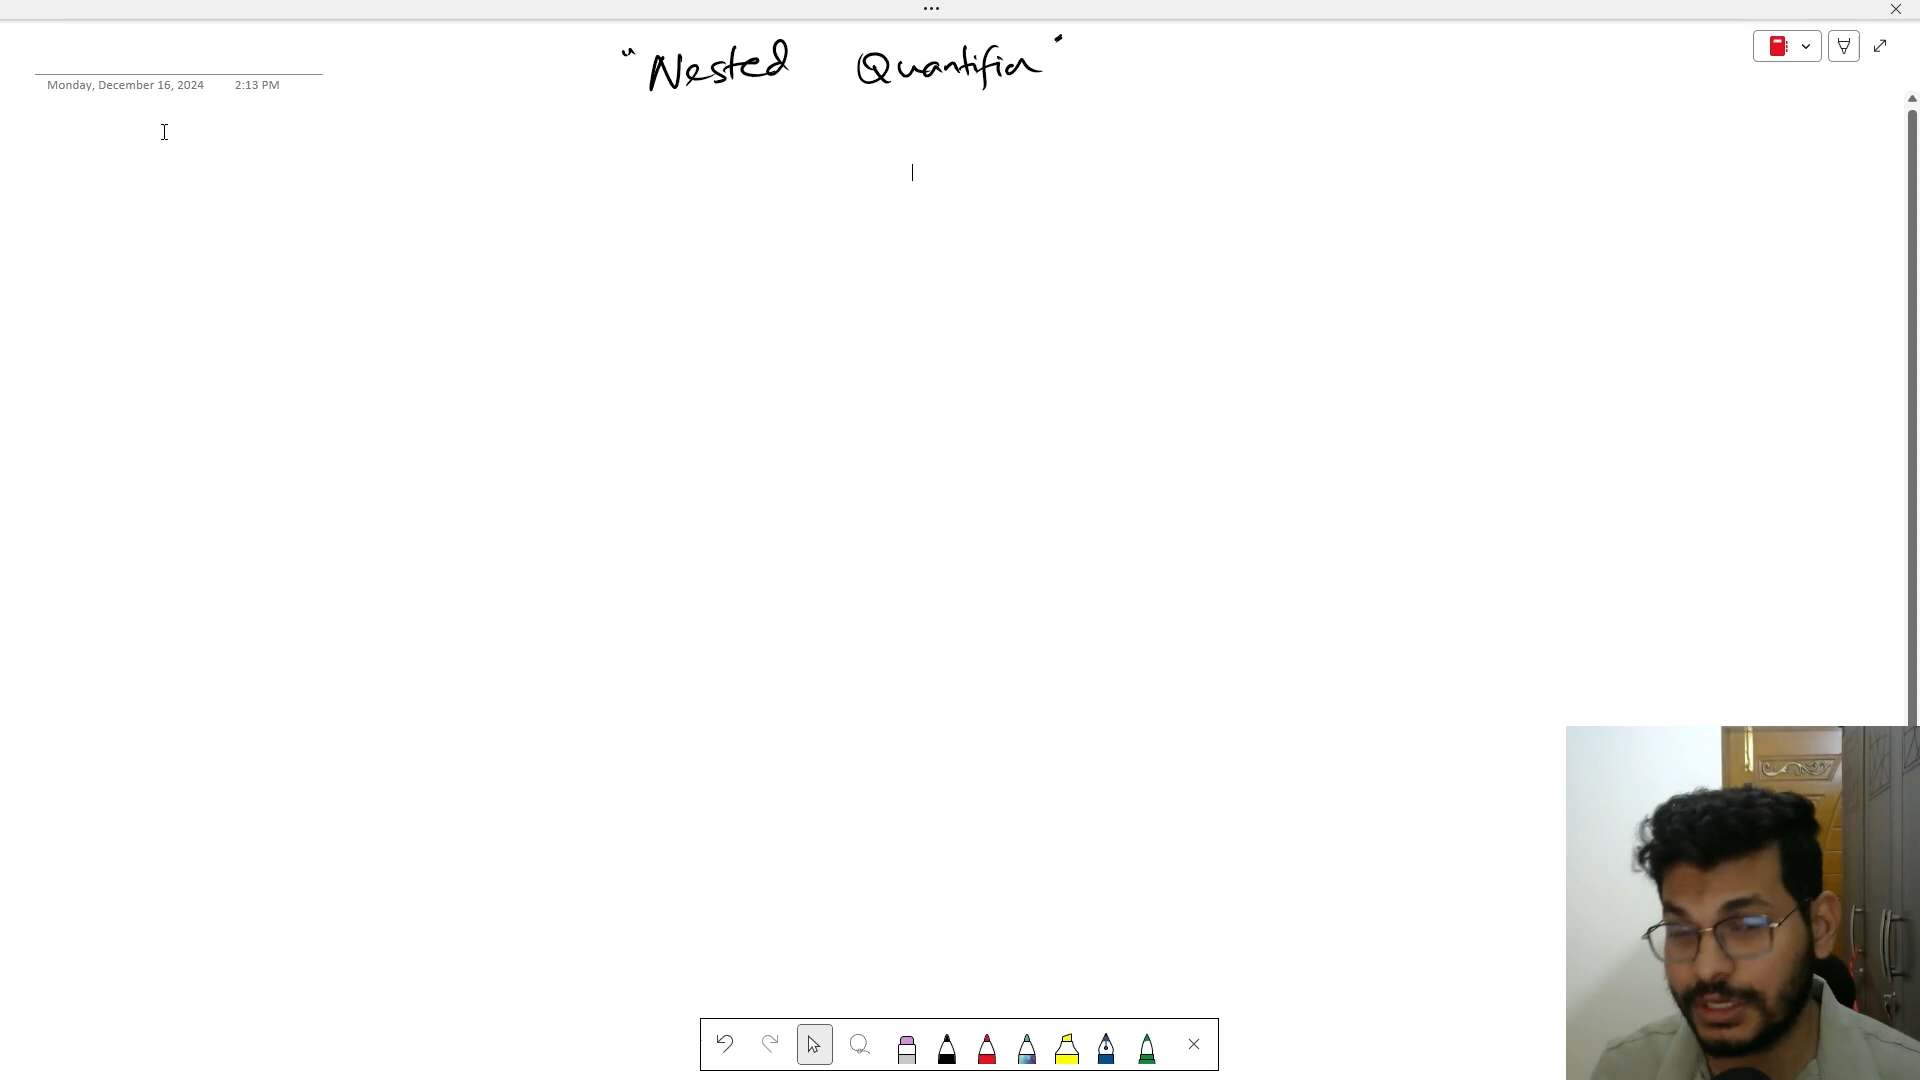 "Nested Quantifier"
Monday, December 16, 2024 2:13 PM